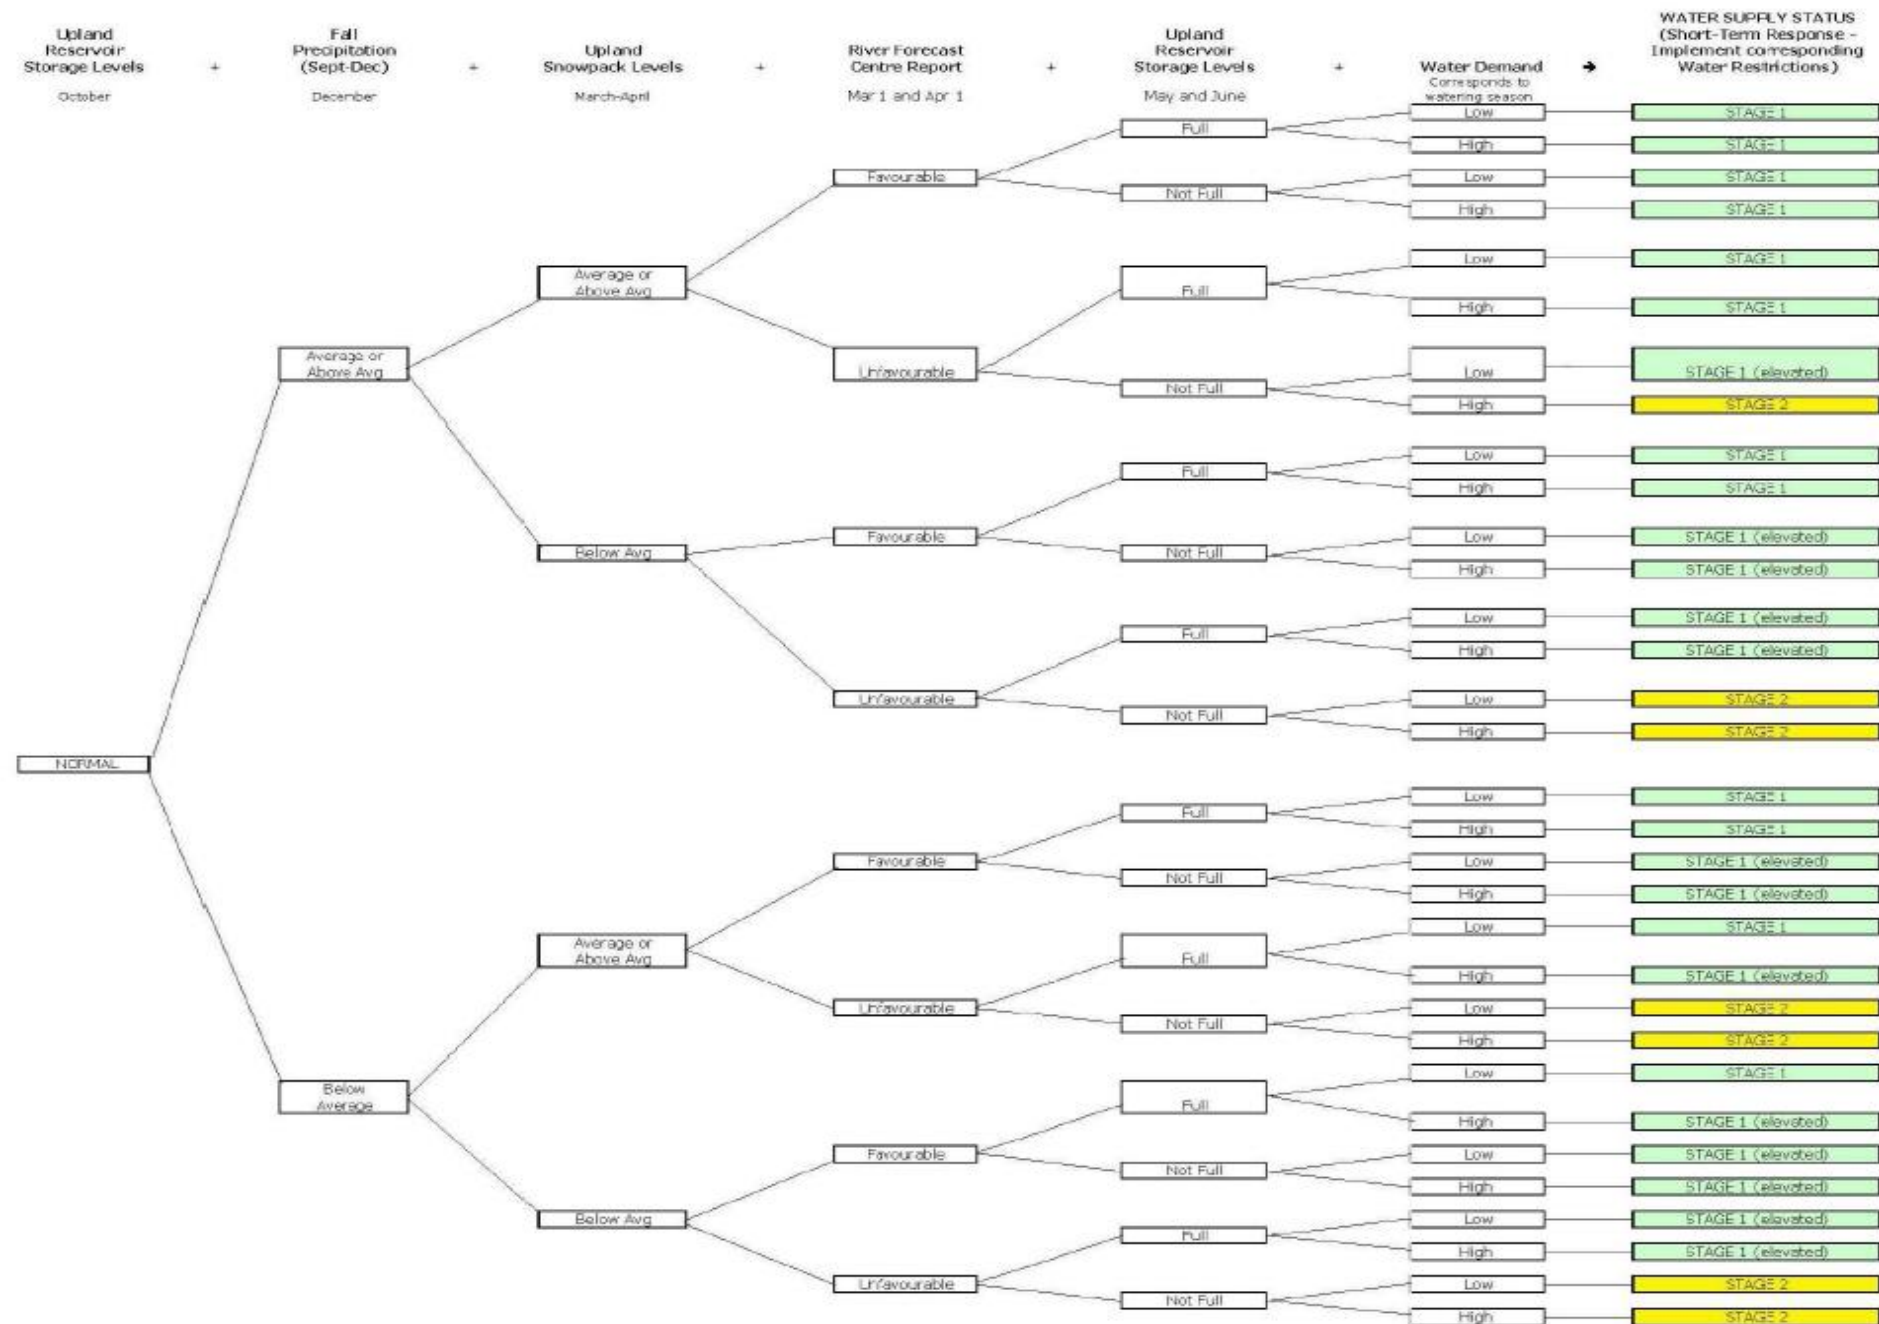 Upland
Reservoir
Storage Levels
+
Fall
Precipitation
(Sept-Dec)
+
Upland
Snowpack Levels
+
River Forecast
Centre Report
+
Upland
Reservoir
Storage Levels
+
Water Demand
→
WATER SUPPLY STATUS
(Short-Term Response -
Implement corresponding
Water Restrictions)
October
December
March-April
Mar 1 and Apr 1
May and June
Corresponds to
watering season
Low
STAGE 1
Full
High
STAGE 1
Favourable
Low
STAGE 1
Not Full
High
STAGE 1
Low
STAGE 1
Average or
Above Avg
Full
High
STAGE 1
Average or
Above Avg
Unfavourable
Low
STAGE 1 (elevated)
Not Full
High
STAGE 2
Low
STAGE 1
Full
High
STAGE 1
Favourable
Low
STAGE 1 (elevated)
Below Avg
Not Full
High
STAGE 1 (elevated)
Low
STAGE 1 (elevated)
Full
High
STAGE 1 (elevated)
Unfavourable
Low
STAGE 2
Not Full
High
STAGE 2
NORMAL
Low
STAGE 1
Full
High
STAGE 1
Favourable
Low
STAGE 1 (elevated)
Not Full
High
STAGE 1 (elevated)
Low
STAGE 1
Average or
Above Avg
Full
High
STAGE 1 (elevated)
Unfavourable
Low
STAGE 2
Not Full
High
STAGE 2
Low
STAGE 1
Below
Average
Full
High
STAGE 1 (elevated)
Favourable
Low
STAGE 1 (elevated)
Not Full
High
STAGE 1 (elevated)
Below Avg
Low
STAGE 1 (elevated)
Full
High
STAGE 1 (elevated)
Unfavourable
Low
STAGE 2
Not Full
High
STAGE 2